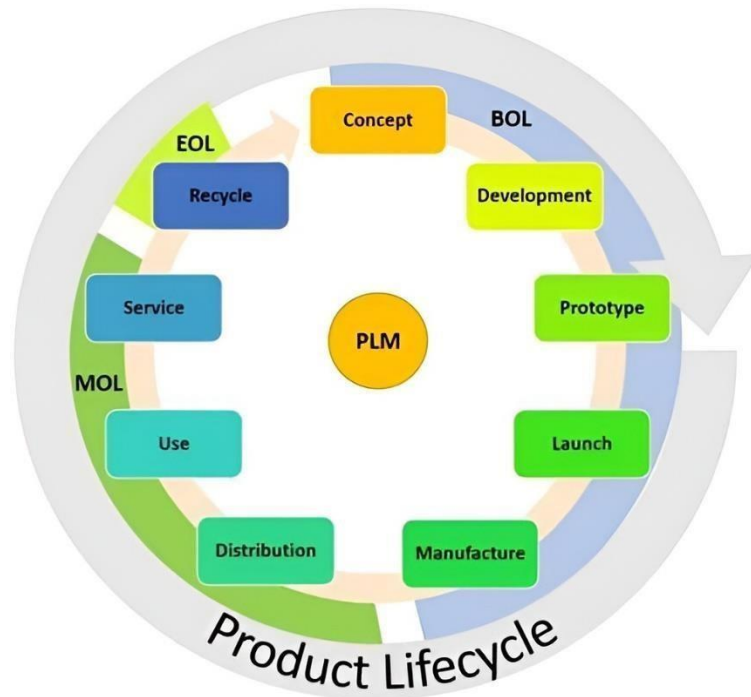 Concept
BOL
Development
Prototype
Launch
Manufacture
Distribution
Use
MOL
Service
Recycle
EOL
PLM
Product Lifecycle